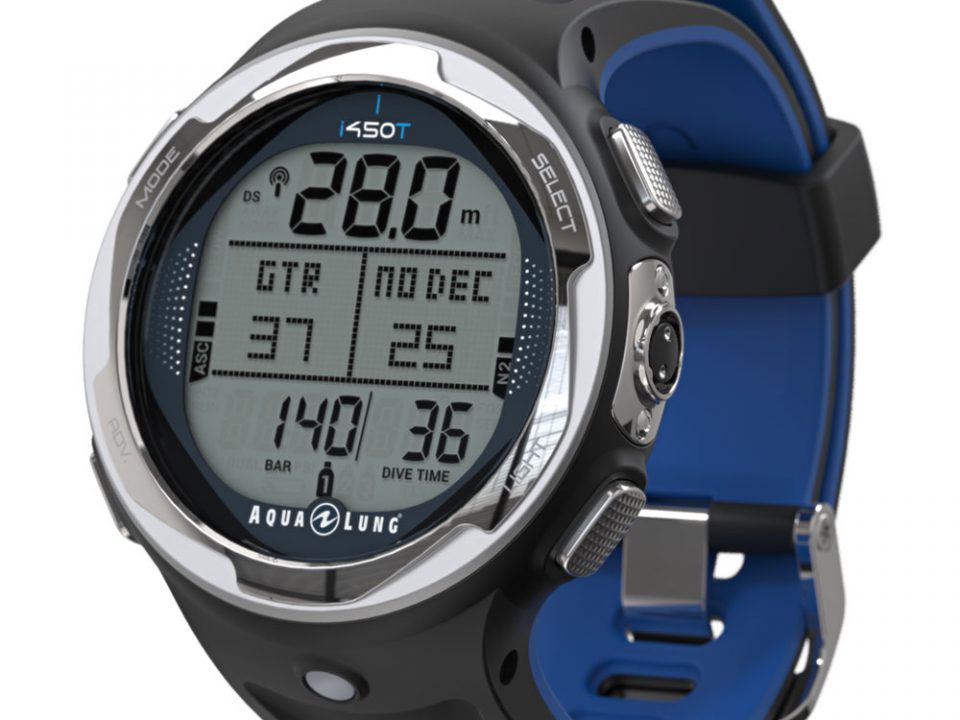 i450T
MODE
SELECT
DS 28.0 m
GTR NO DEC
37 25
ASC
N2
140 36
BAR DIVE TIME
1
ADV.
LIGHT
AQUA LUNG®